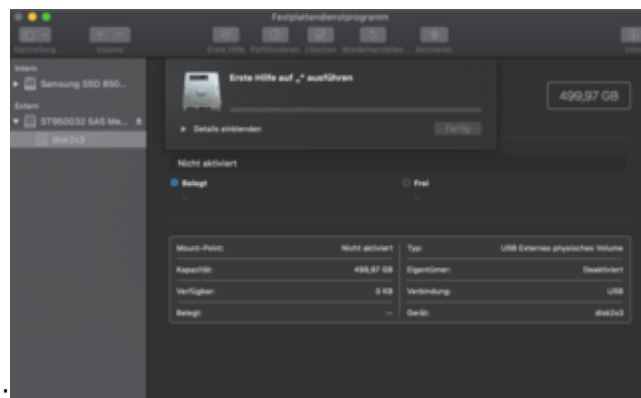 Festplattendienstprogramm
Darstellung Volume Erste Hilfe Partitionieren Löschen Wiederherstellen Aktivieren
Intern
Samsung SSD 850...
Extern
ST950032 5AS Me...
disk2s3
Erste Hilfe auf „“ ausführen
Details einblenden
Fertig
499,97 GB
Nicht aktiviert
Belegt
--
Frei
--
Mount-Point: Nicht aktiviert Typ: USB Externes physisches Volume
Kapazität: 499,97 GB Eigentümer: Deaktiviert
Verfügbar: 0 KB Verbindung: USB
Belegt: -- Gerät: disk2s3